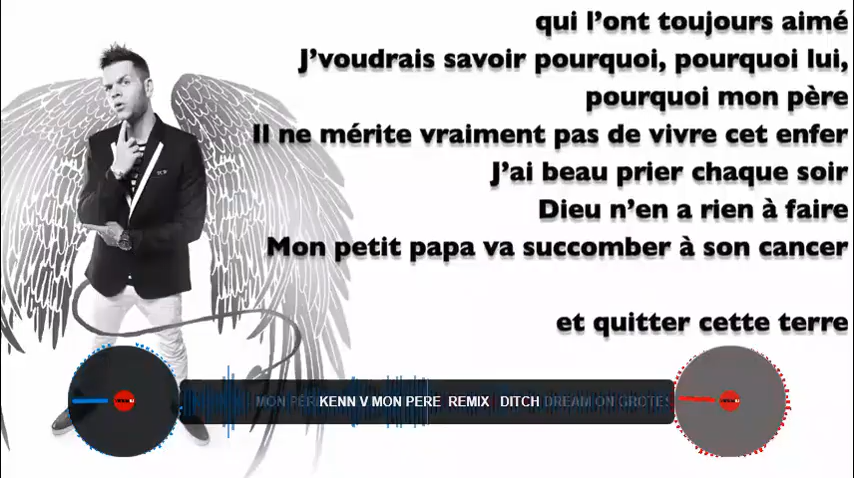 qui l’ont toujours aimé
J’voudrais savoir pourquoi, pourquoi lui,
pourquoi mon père
Il ne mérite vraiment pas de vivre cet enfer
J’ai beau prier chaque soir
Dieu n’en a rien à faire
Mon petit papa va succomber à son cancer
et quitter cette terre
MON PER KENN V MON PERE REMIX DITCH DREAM ON GROTES